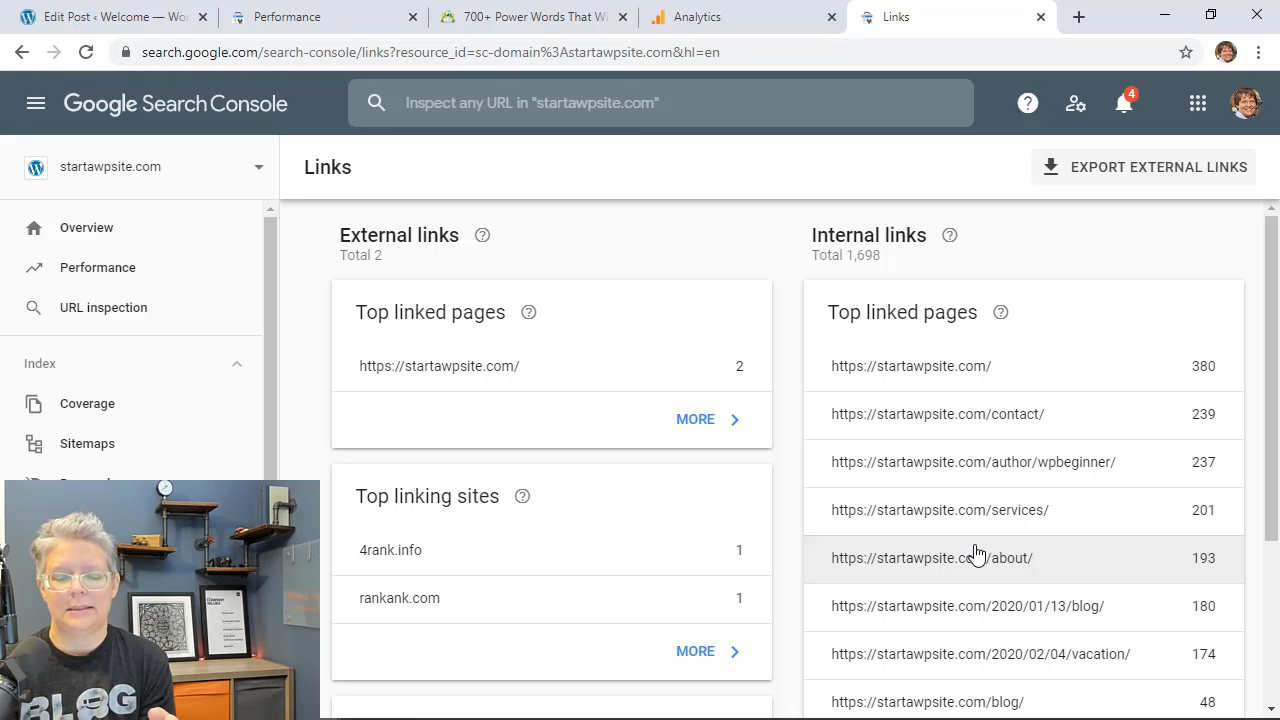 Edit Post ‹ Welcome — Wo
Performance
700+ Power Words That Wi
Analytics
Links
search.google.com/search-console/links?resource_id=sc-domain%3Astartawpsite.com&hl=en
Google Search Console
Inspect any URL in "startawpsite.com"
4
startawpsite.com
Links
EXPORT EXTERNAL LINKS
Overview
Performance
URL inspection
Index
Coverage
Sitemaps
External links
Total 2
Top linked pages
https://startawpsite.com/ 2
MORE
Top linking sites
4rank.info 1
rankank.com 1
MORE
Internal links
Total 1,698
Top linked pages
https://startawpsite.com/ 380
https://startawpsite.com/contact/ 239
https://startawpsite.com/author/wpbeginner/ 237
https://startawpsite.com/services/ 201
https://startawpsite.com/about/ 193
https://startawpsite.com/2020/01/13/blog/ 180
https://startawpsite.com/2020/02/04/vacation/ 174
https://startawpsite.com/blog/ 48
COMPANY
VALUES.
BLOG